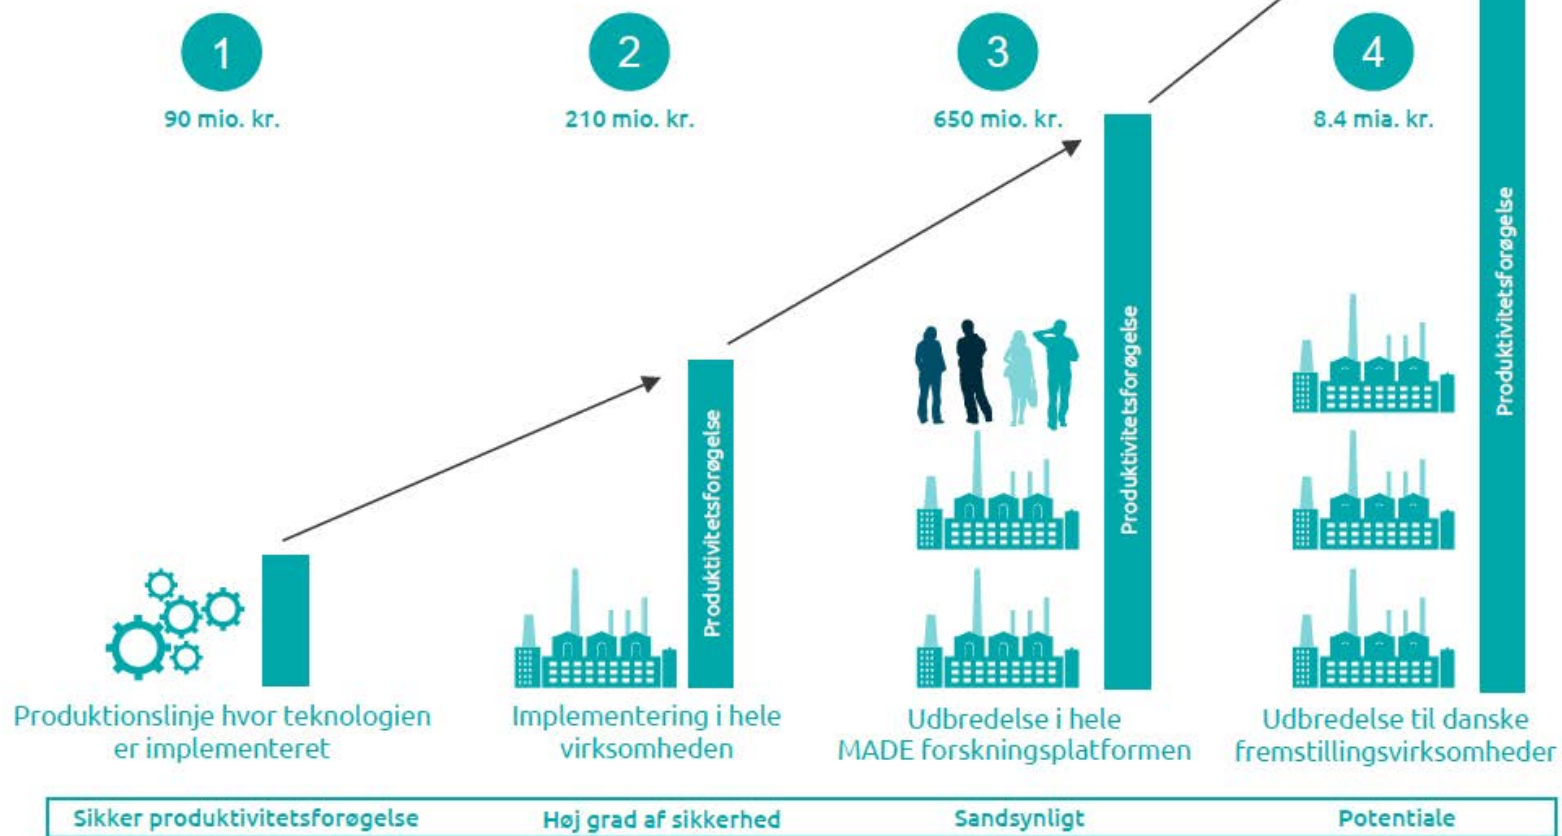 1
2
3
4
90 mio. kr.
210 mio. kr.
650 mio. kr.
8.4 mia. kr.
Produktivitetsforøgelse
Produktivitetsforøgelse
Produktivitetsforøgelse
Produktionslinje hvor teknologien
er implementeret
Implementering i hele
virksomheden
Udbredelse i hele
MADE forskningsplatformen
Udbredelse til danske
fremstillingsvirksomheder
Sikker produktivitetsforøgelse
Høj grad af sikkerhed
Sandsynligt
Potentiale